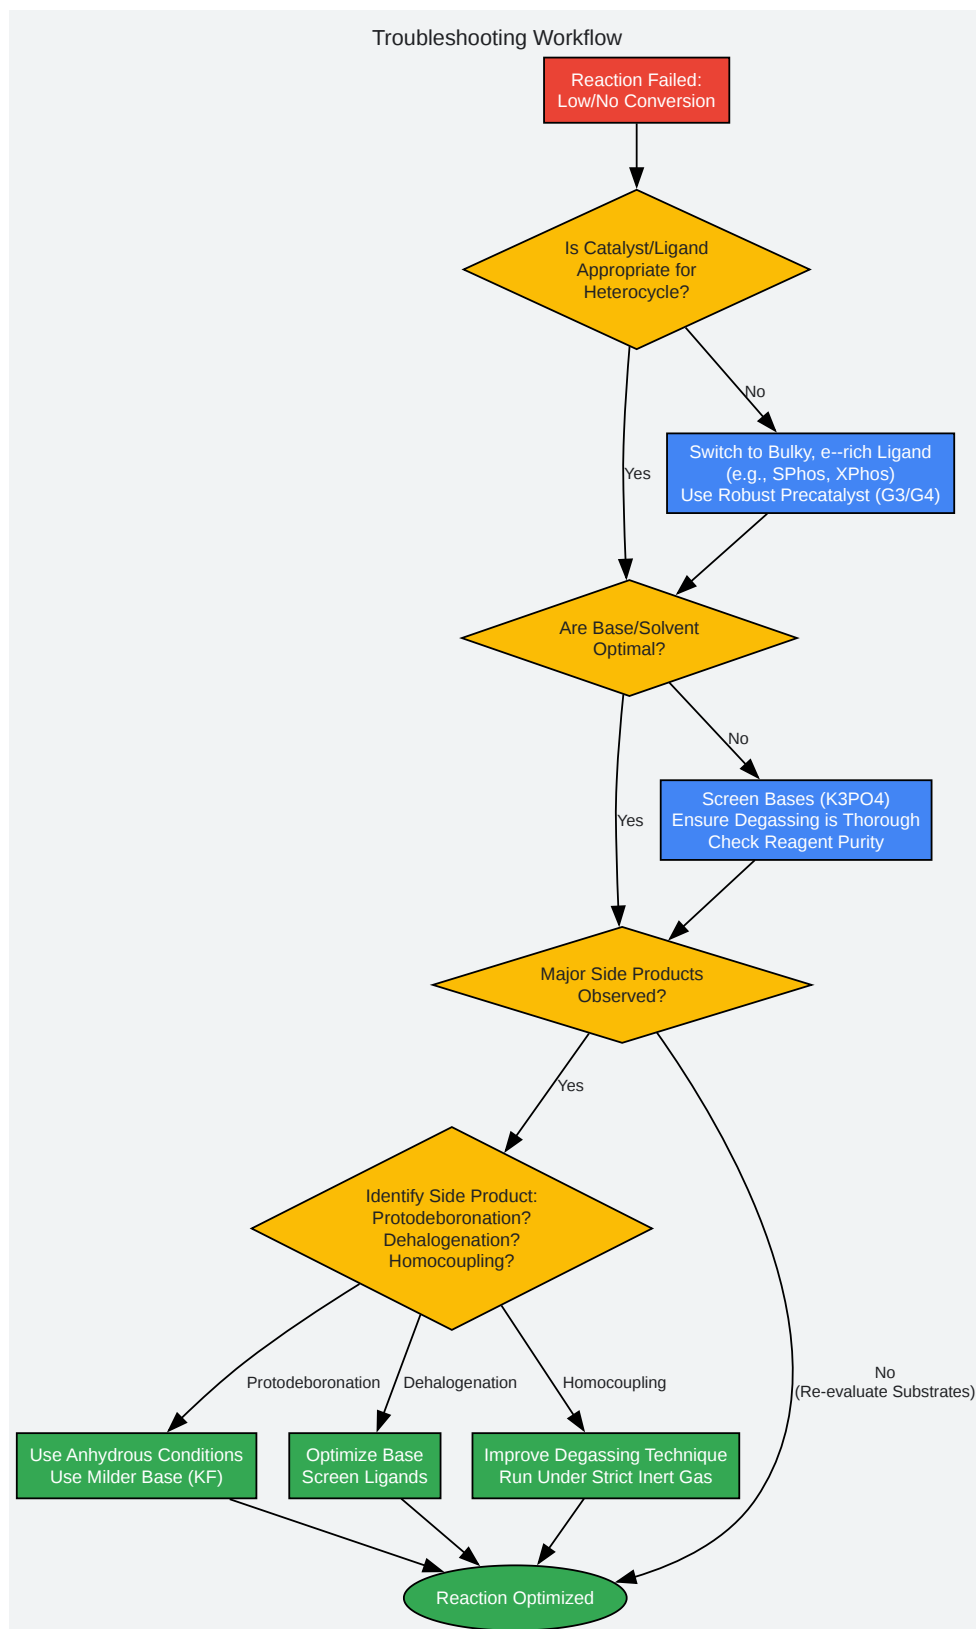 Troubleshooting Workflow
Reaction Failed:
Low/No Conversion
Is Catalyst/Ligand
Appropriate for
Heterocycle?
No
Switch to Bulky, e--rich Ligand
(e.g., SPhos, XPhos)
Use Robust Precatalyst (G3/G4)
Yes
Are Base/Solvent
Optimal?
No
Screen Bases (K3PO4)
Ensure Degassing is Thorough
Check Reagent Purity
Yes
Major Side Products
Observed?
Yes
Identify Side Product:
Protodeboronation?
Dehalogenation?
Homocoupling?
No
(Re-evaluate Substrates)
Protodeboronation
Dehalogenation
Homocoupling
Use Anhydrous Conditions
Use Milder Base (KF)
Optimize Base
Screen Ligands
Improve Degassing Technique
Run Under Strict Inert Gas
Reaction Optimized